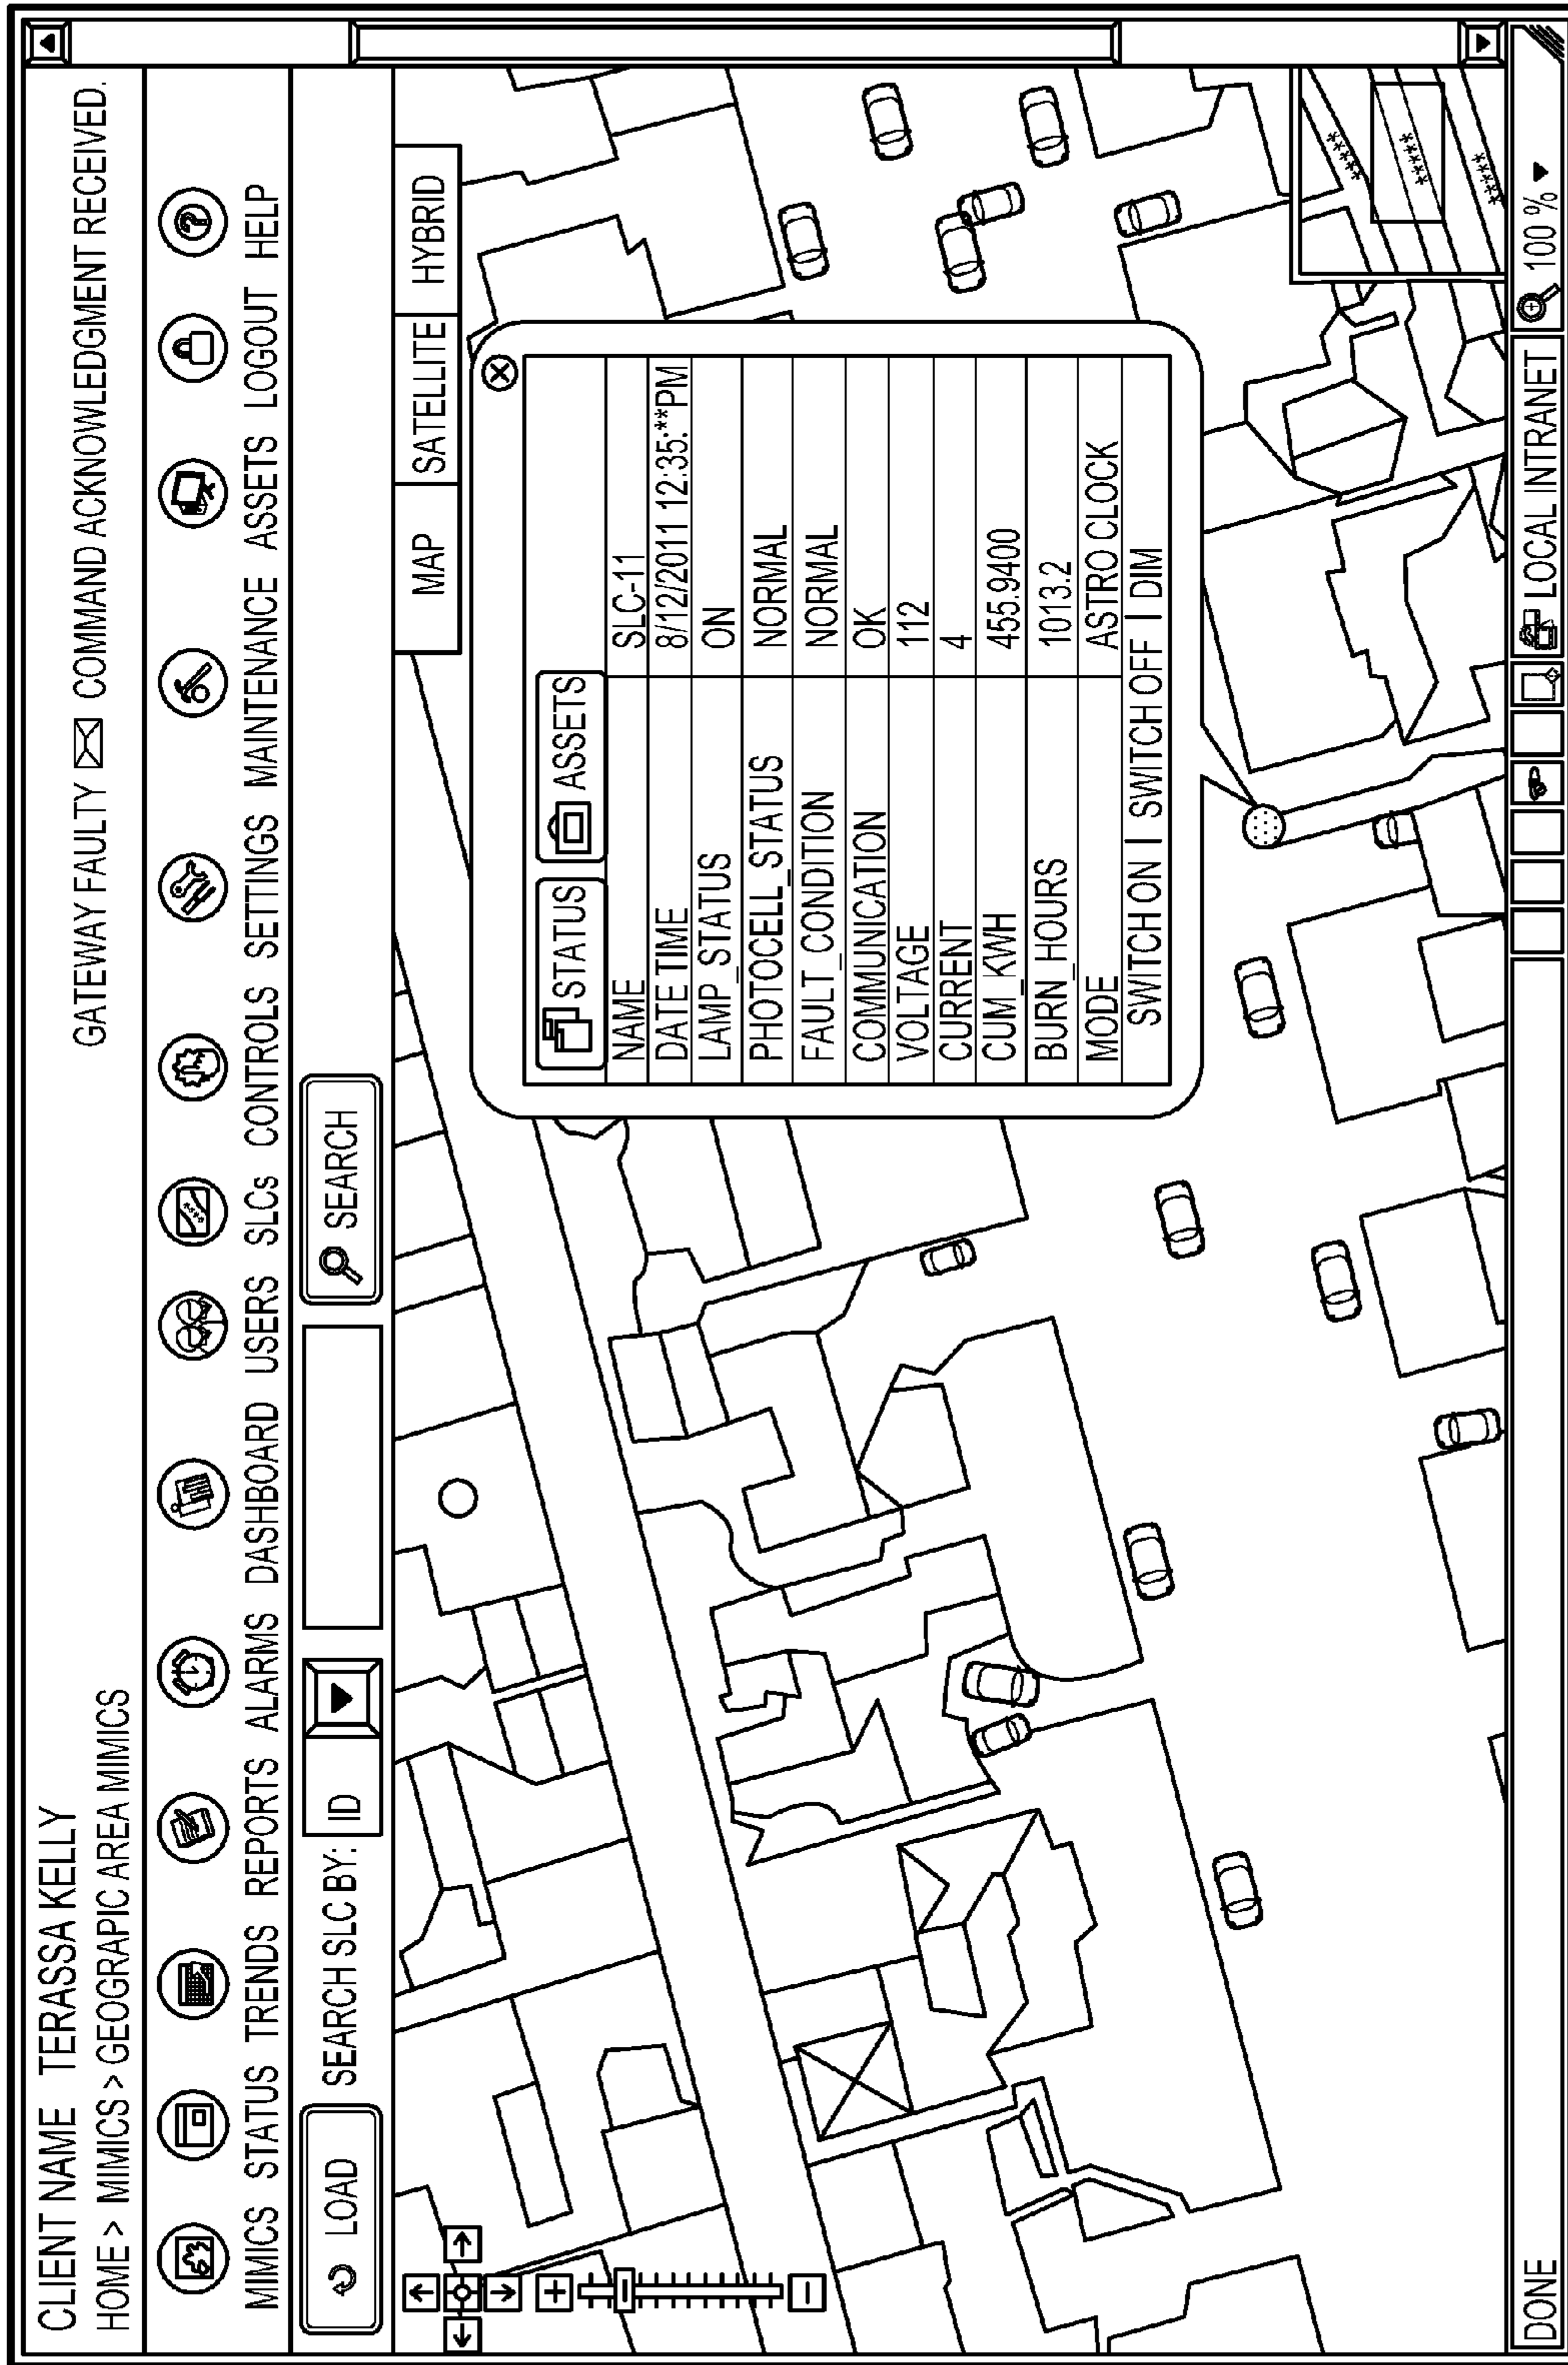 CLIENT NAME TERASSA KELLY
GATEWAY FAULTY COMMAND ACKNOWLEDGMENT RECEIVED.
HOME > MIMICS > GEOGRAPIC AREA MIMICS
MIMICS STATUS TRENDS REPORTS ALARMS DASHBOARD USERS SLCs CONTROLS SETTINGS MAINTENANCE ASSETS LOGOUT HELP
LOAD SEARCH SLC BY: ID SEARCH
MAP SATELLITE HYBRID
STATUS ASSETS
NAME SLC-11
DATE TIME 8/12/2011 12:35:**PM
LAMP_STATUS ON
PHOTOCELL_STATUS NORMAL
FAULT_CONDITION NORMAL
COMMUNICATION OK
VOLTAGE 112
CURRENT 4
CUM_KWH 455.9400
BURN_HOURS 1013.2
MODE ASTRO CLOCK
SWITCH ON | SWITCH OFF | DIM
****
*****
****
DONE LOCAL INTRANET 100 %